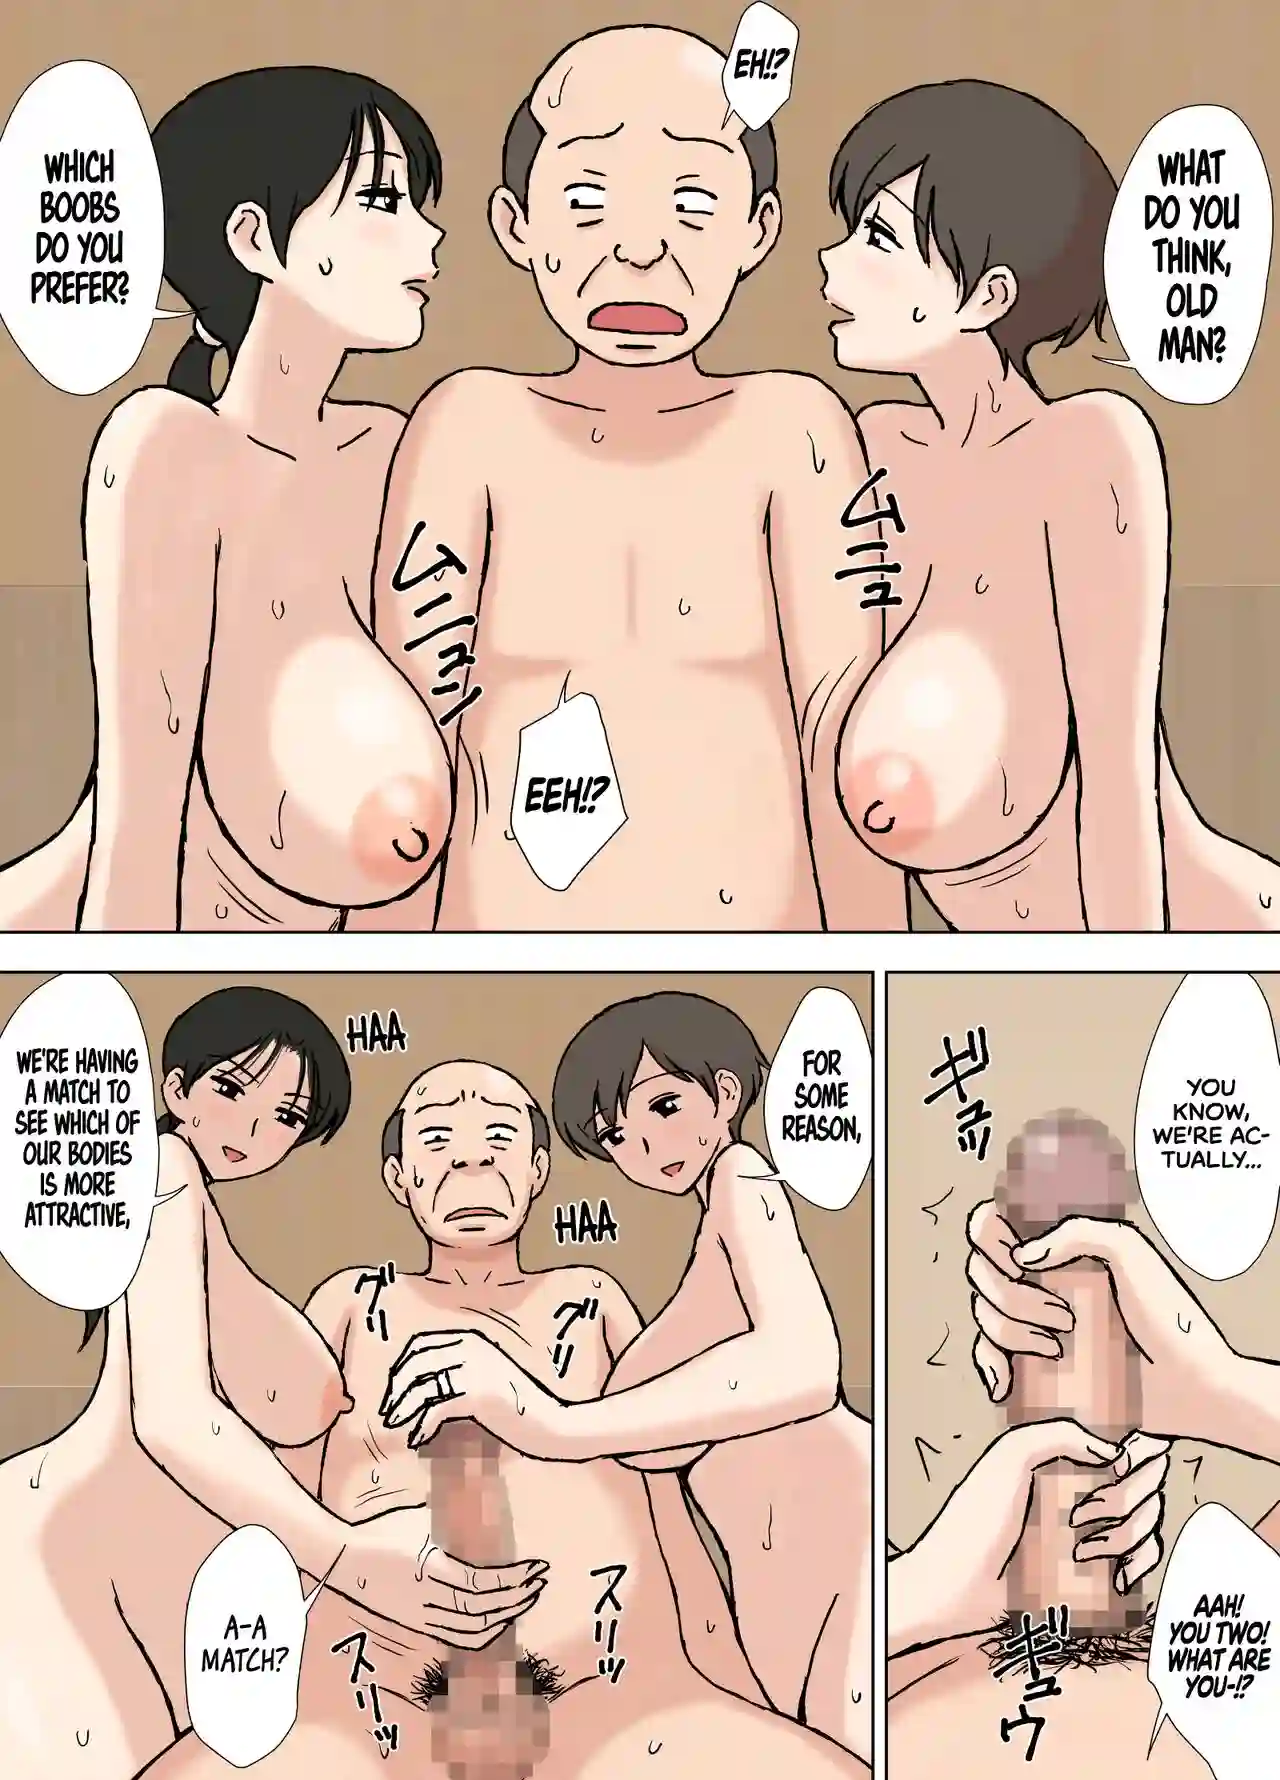 EH!?
WHAT
DO YOU
THINK,
OLD
MAN?
WHICH
BOOBS
DO YOU
PREFER?
ムニュ
ムニュン
EEH!?
YOU
KNOW,
WE'RE AC-
TUALLY...
ギュッ
AAH!
YOU TWO!
WHAT ARE
YOU-!?
ギュウ
FOR
SOME
REASON,
HAA
WE'RE HAVING
A MATCH TO
SEE WHICH OF
OUR BODIES
IS MORE
ATTRACTIVE,
HAA
グリ
グリ
A-A
MATCH?
スリッ
スリッ